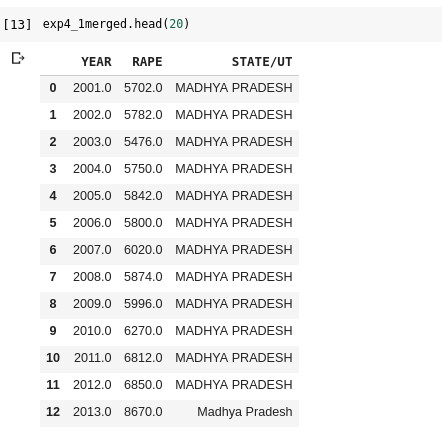 [13] exp4_1merged.head(20)
YEAR RAPE STATE/UT
0 2001.0 5702.0 MADHYA PRADESH
1 2002.0 5782.0 MADHYA PRADESH
2 2003.0 5476.0 MADHYA PRADESH
3 2004.0 5750.0 MADHYA PRADESH
4 2005.0 5842.0 MADHYA PRADESH
5 2006.0 5800.0 MADHYA PRADESH
6 2007.0 6020.0 MADHYA PRADESH
7 2008.0 5874.0 MADHYA PRADESH
8 2009.0 5996.0 MADHYA PRADESH
9 2010.0 6270.0 MADHYA PRADESH
10 2011.0 6812.0 MADHYA PRADESH
11 2012.0 6850.0 MADHYA PRADESH
12 2013.0 8670.0 Madhya Pradesh